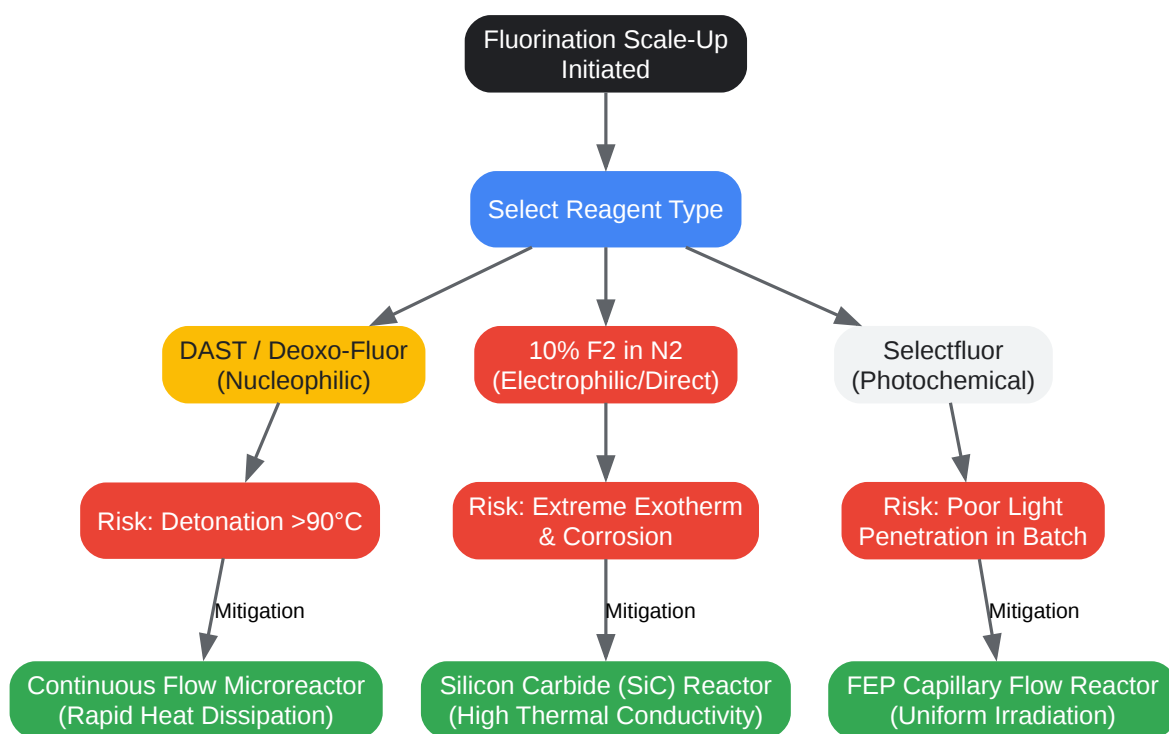 Fluorination Scale-Up
Initiated
Select Reagent Type
DAST / Deoxo-Fluor
(Nucleophilic)
10% F2 in N2
(Electrophilic/Direct)
Selectfluor
(Photochemical)
Risk: Detonation >90°C
Risk: Extreme Exotherm
& Corrosion
Risk: Poor Light
Penetration in Batch
Mitigation
Mitigation
Mitigation
Continuous Flow Microreactor
(Rapid Heat Dissipation)
Silicon Carbide (SiC) Reactor
(High Thermal Conductivity)
FEP Capillary Flow Reactor
(Uniform Irradiation)